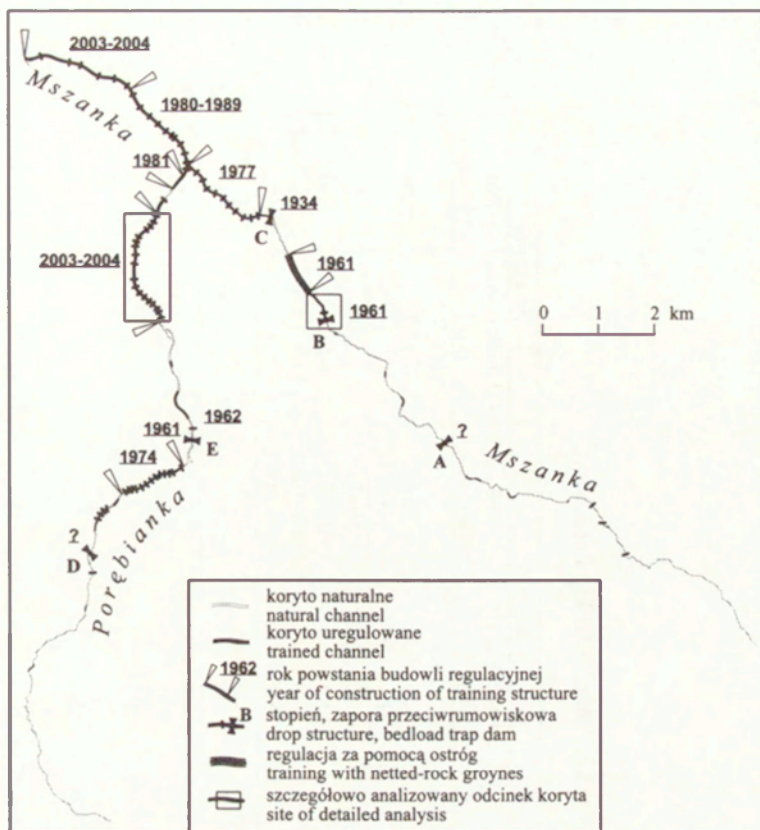 2003-2004
Mszanka
1980-1989
1981
1977
1934
C
2003-2004
1961
1961
B
0 1 2 km
1962
1961
E
1974
?
A
Mszanka
?
D
Porębianka
koryto naturalne
natural channel
koryto uregulowane
trained channel
1962
rok powstania budowli regulacyjnej
year of construction of training structure
B
stopień, zapora przeciwrumowiskowa
drop structure, bedload trap dam
regulacja za pomocą ostróg
training with netted-rock groynes
szczegółowo analizowany odcinek koryta
site of detailed analysis